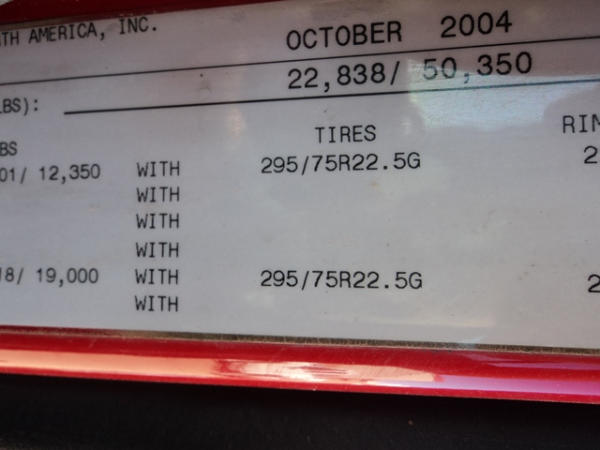 TH AMERICA, INC. OCTOBER 2004
22,838/ 50,350
LBS):
BS TIRES RIM
01/ 12,350 WITH 295/75R22.5G 2
WITH
WITH
WITH
18/ 19,000 WITH 295/75R22.5G 2
WITH